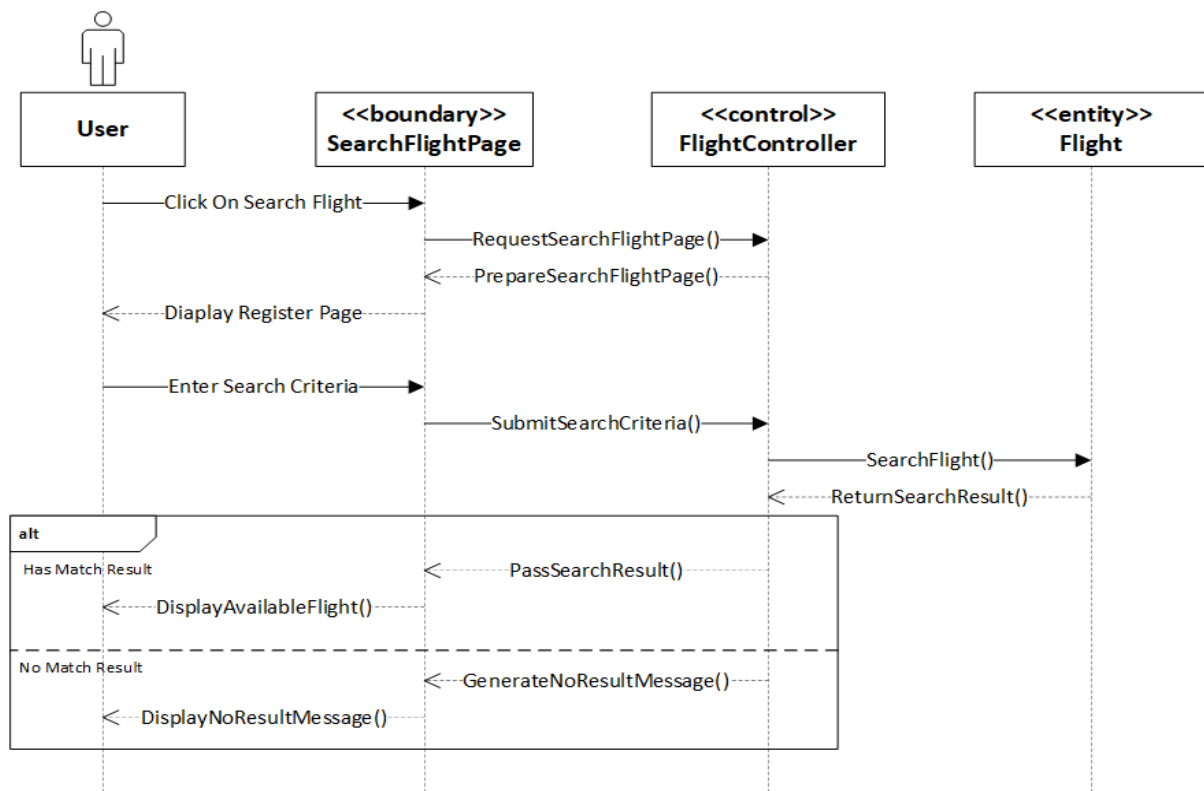 User
<<boundary>>
SearchFlightPage
<<control>>
FlightController
<<entity>>
Flight
Click On Search Flight
RequestSearchFlightPage()
PrepareSearchFlightPage()
Diaplay Register Page
Enter Search Criteria
SubmitSearchCriteria()
SearchFlight()
ReturnSearchResult()
alt
Has Match Result
PassSearchResult()
DisplayAvailableFlight()
No Match Result
GenerateNoResultMessage()
DisplayNoResultMessage()